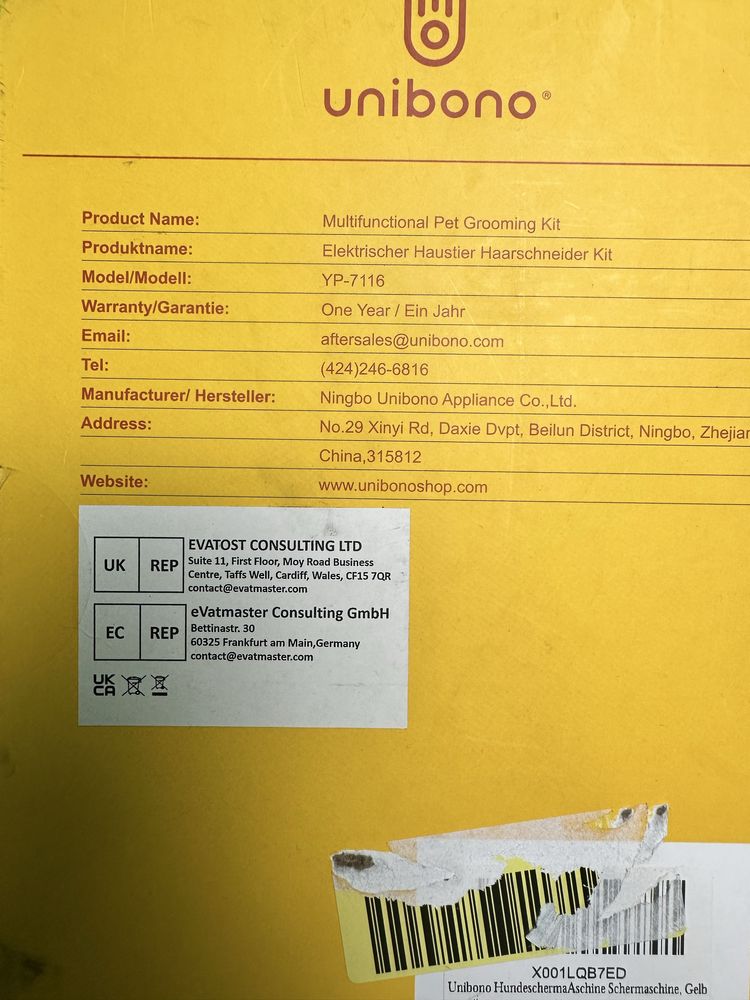 unibono®
Product Name: Multifunctional Pet Grooming Kit
Produktname: Elektrischer Haustier Haarschneider Kit
Model/Modell: YP-7116
Warranty/Garantie: One Year / Ein Jahr
Email: aftersales@unibono.com
Tel: (424)246-6816
Manufacturer/ Hersteller: Ningbo Unibono Appliance Co.,Ltd.
Address: No.29 Xinyi Rd, Daxie Dvpt, Beilun District, Ningbo, Zhejian
China,315812
Website: www.unibonoshop.com
UK REP EVATOST CONSULTING LTD
Suite 11, First Floor, Moy Road Business
Centre, Taffs Well, Cardiff, Wales, CF15 7QR
contact@evatmaster.com
EC REP eVatmaster Consulting GmbH
Bettinastr. 30
60325 Frankfurt am Main,Germany
contact@evatmaster.com
UK
CA
X001LQB7ED
Unibono HundeschermaAschine Schermaschine, Gelb